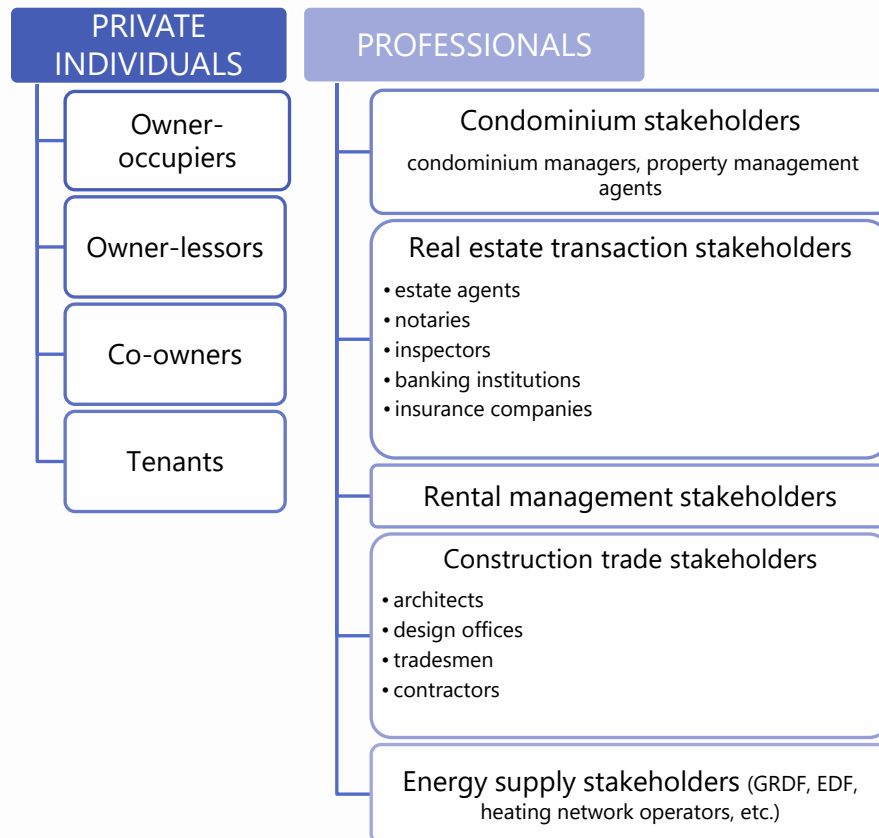 PRIVATE
INDIVIDUALS
Owner-
occupiers
Owner-lessors
Co-owners
Tenants
PROFESSIONALS
Condominium stakeholders
condominium managers, property management
agents
Real estate transaction stakeholders
• estate agents
• notaries
• inspectors
• banking institutions
• insurance companies
Rental management stakeholders
Construction trade stakeholders
• architects
• design offices
• tradesmen
• contractors
Energy supply stakeholders (GRDF, EDF,
heating network operators, etc.)